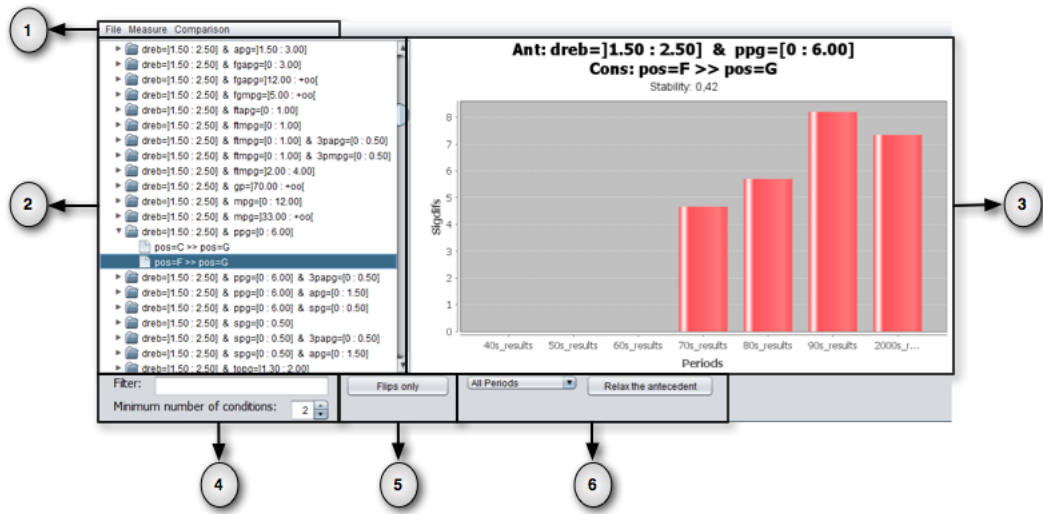 1
File Measure Comparison
2
dreb=]1.50 : 2.50] & apg=]1.50 : 3.00]
dreb=]1.50 : 2.50] & fgapg=[0 : 3.00]
dreb=]1.50 : 2.50] & fgapg=]12.00 : +oo[
dreb=]1.50 : 2.50] & fgmpg=]5.00 : +oo[
dreb=]1.50 : 2.50] & ftapg=[0 : 1.00]
dreb=]1.50 : 2.50] & ftmpg=[0 : 1.00]
dreb=]1.50 : 2.50] & ftmpg=[0 : 1.00] & 3papg=[0 : 0.50]
dreb=]1.50 : 2.50] & ftmpg=[0 : 1.00] & 3pmpg=[0 : 0.50]
dreb=]1.50 : 2.50] & ftmpg=]2.00 : 4.00]
dreb=]1.50 : 2.50] & gp=]70.00 : +oo[
dreb=]1.50 : 2.50] & mpg=[0 : 12.00]
dreb=]1.50 : 2.50] & mpg=]33.00 : +oo[
dreb=]1.50 : 2.50] & ppg=[0 : 6.00]
pos=C >> pos=G
pos=F >> pos=G
dreb=]1.50 : 2.50] & ppg=[0 : 6.00] & 3papg=[0 : 0.50]
dreb=]1.50 : 2.50] & ppg=[0 : 6.00] & apg=[0 : 1.50]
dreb=]1.50 : 2.50] & ppg=[0 : 6.00] & spg=[0 : 0.50]
dreb=]1.50 : 2.50] & spg=[0 : 0.50]
dreb=]1.50 : 2.50] & spg=[0 : 0.50] & 3papg=[0 : 0.50]
dreb=]1.50 : 2.50] & spg=[0 : 0.50] & apg=[0 : 1.50]
dreb=]1.50 : 2.50] & topg=]1.30 : 2.00]
Ant: dreb=]1.50 : 2.50] & ppg=[0 : 6.00]
Cons: pos=F >> pos=G
Stability: 0,42
Sigdifs
8
7
6
5
4
3
2
1
0
40s_results 50s_results 60s_results 70s_results 80s_results 90s_results 2000s_r...
Periods
3
Filter:
Minimum number of conditions: 2
Flips only
All Periods
Relax the antecedent
4
5
6